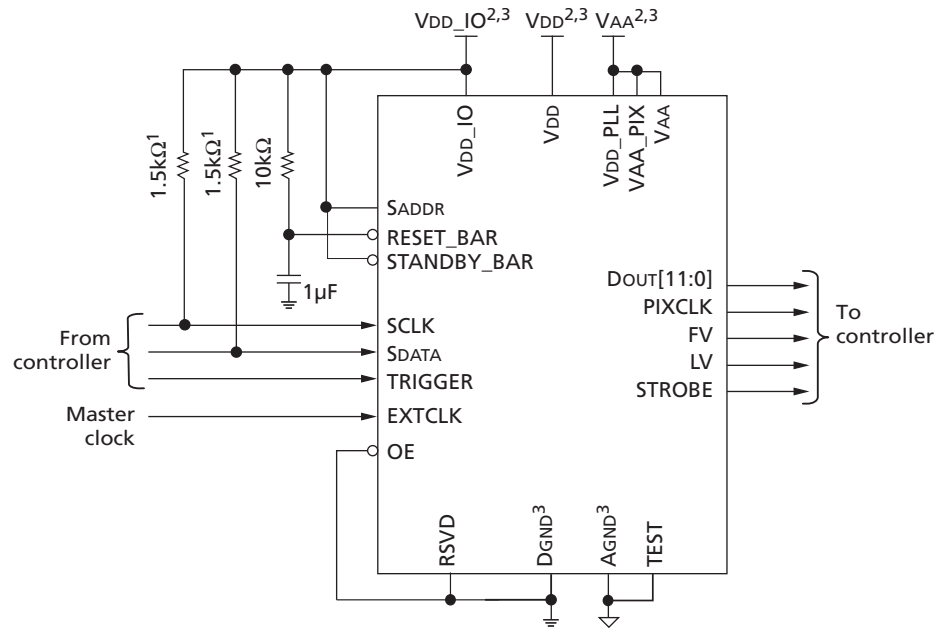 VDD_IO2,3
VDD2,3
VAA2,3
1.5kΩ1
1.5kΩ1
10kΩ
VDD_IO
VDD
VDD_PLL
VAA_PIX
VAA
SADDR
RESET_BAR
STANDBY_BAR
1µF
DOUT[11:0]
PIXCLK
FV
LV
STROBE
To
controller
From
controller
SCLK
SDATA
TRIGGER
Master
clock
EXTCLK
OE
RSVD
DGND3
AGND3
TEST